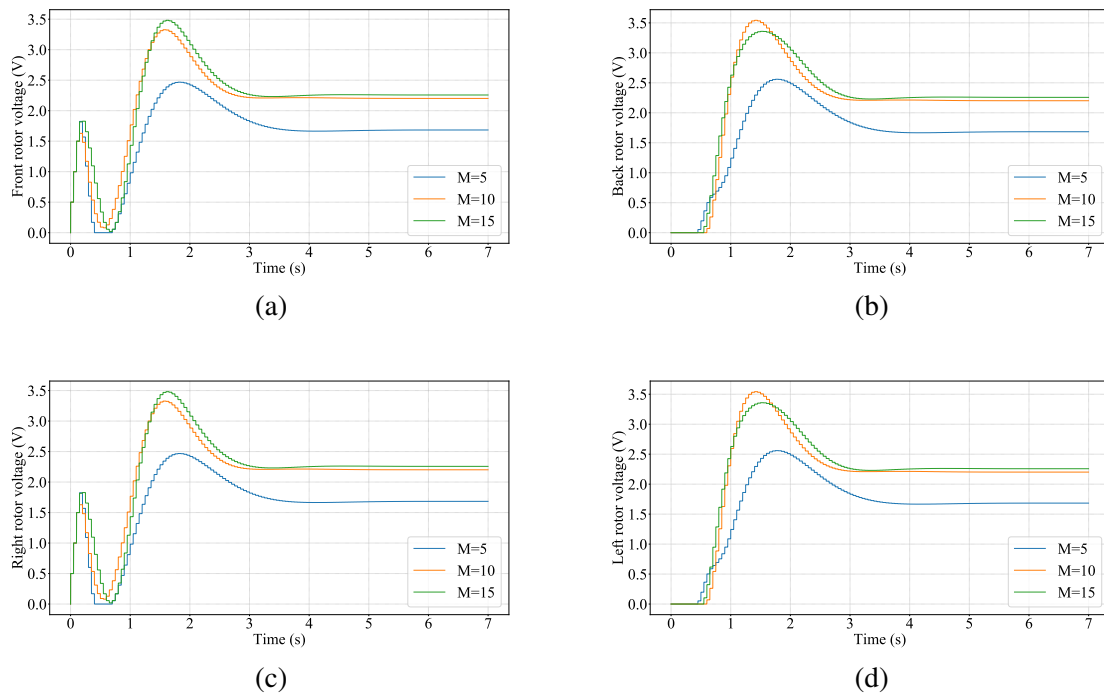 Front rotor voltage (V)
3.5
3.0
2.5
2.0
1.5
1.0
0.5
0.0
M=5
M=10
M=15
0 1 2 3 4 5 6 7
Time (s)
(a)
Back rotor voltage (V)
3.5
3.0
2.5
2.0
1.5
1.0
0.5
0.0
M=5
M=10
M=15
0 1 2 3 4 5 6 7
Time (s)
(b)
Right rotor voltage (V)
3.5
3.0
2.5
2.0
1.5
1.0
0.5
0.0
M=5
M=10
M=15
0 1 2 3 4 5 6 7
Time (s)
(c)
Left rotor voltage (V)
3.5
3.0
2.5
2.0
1.5
1.0
0.5
0.0
M=5
M=10
M=15
0 1 2 3 4 5 6 7
Time (s)
(d)